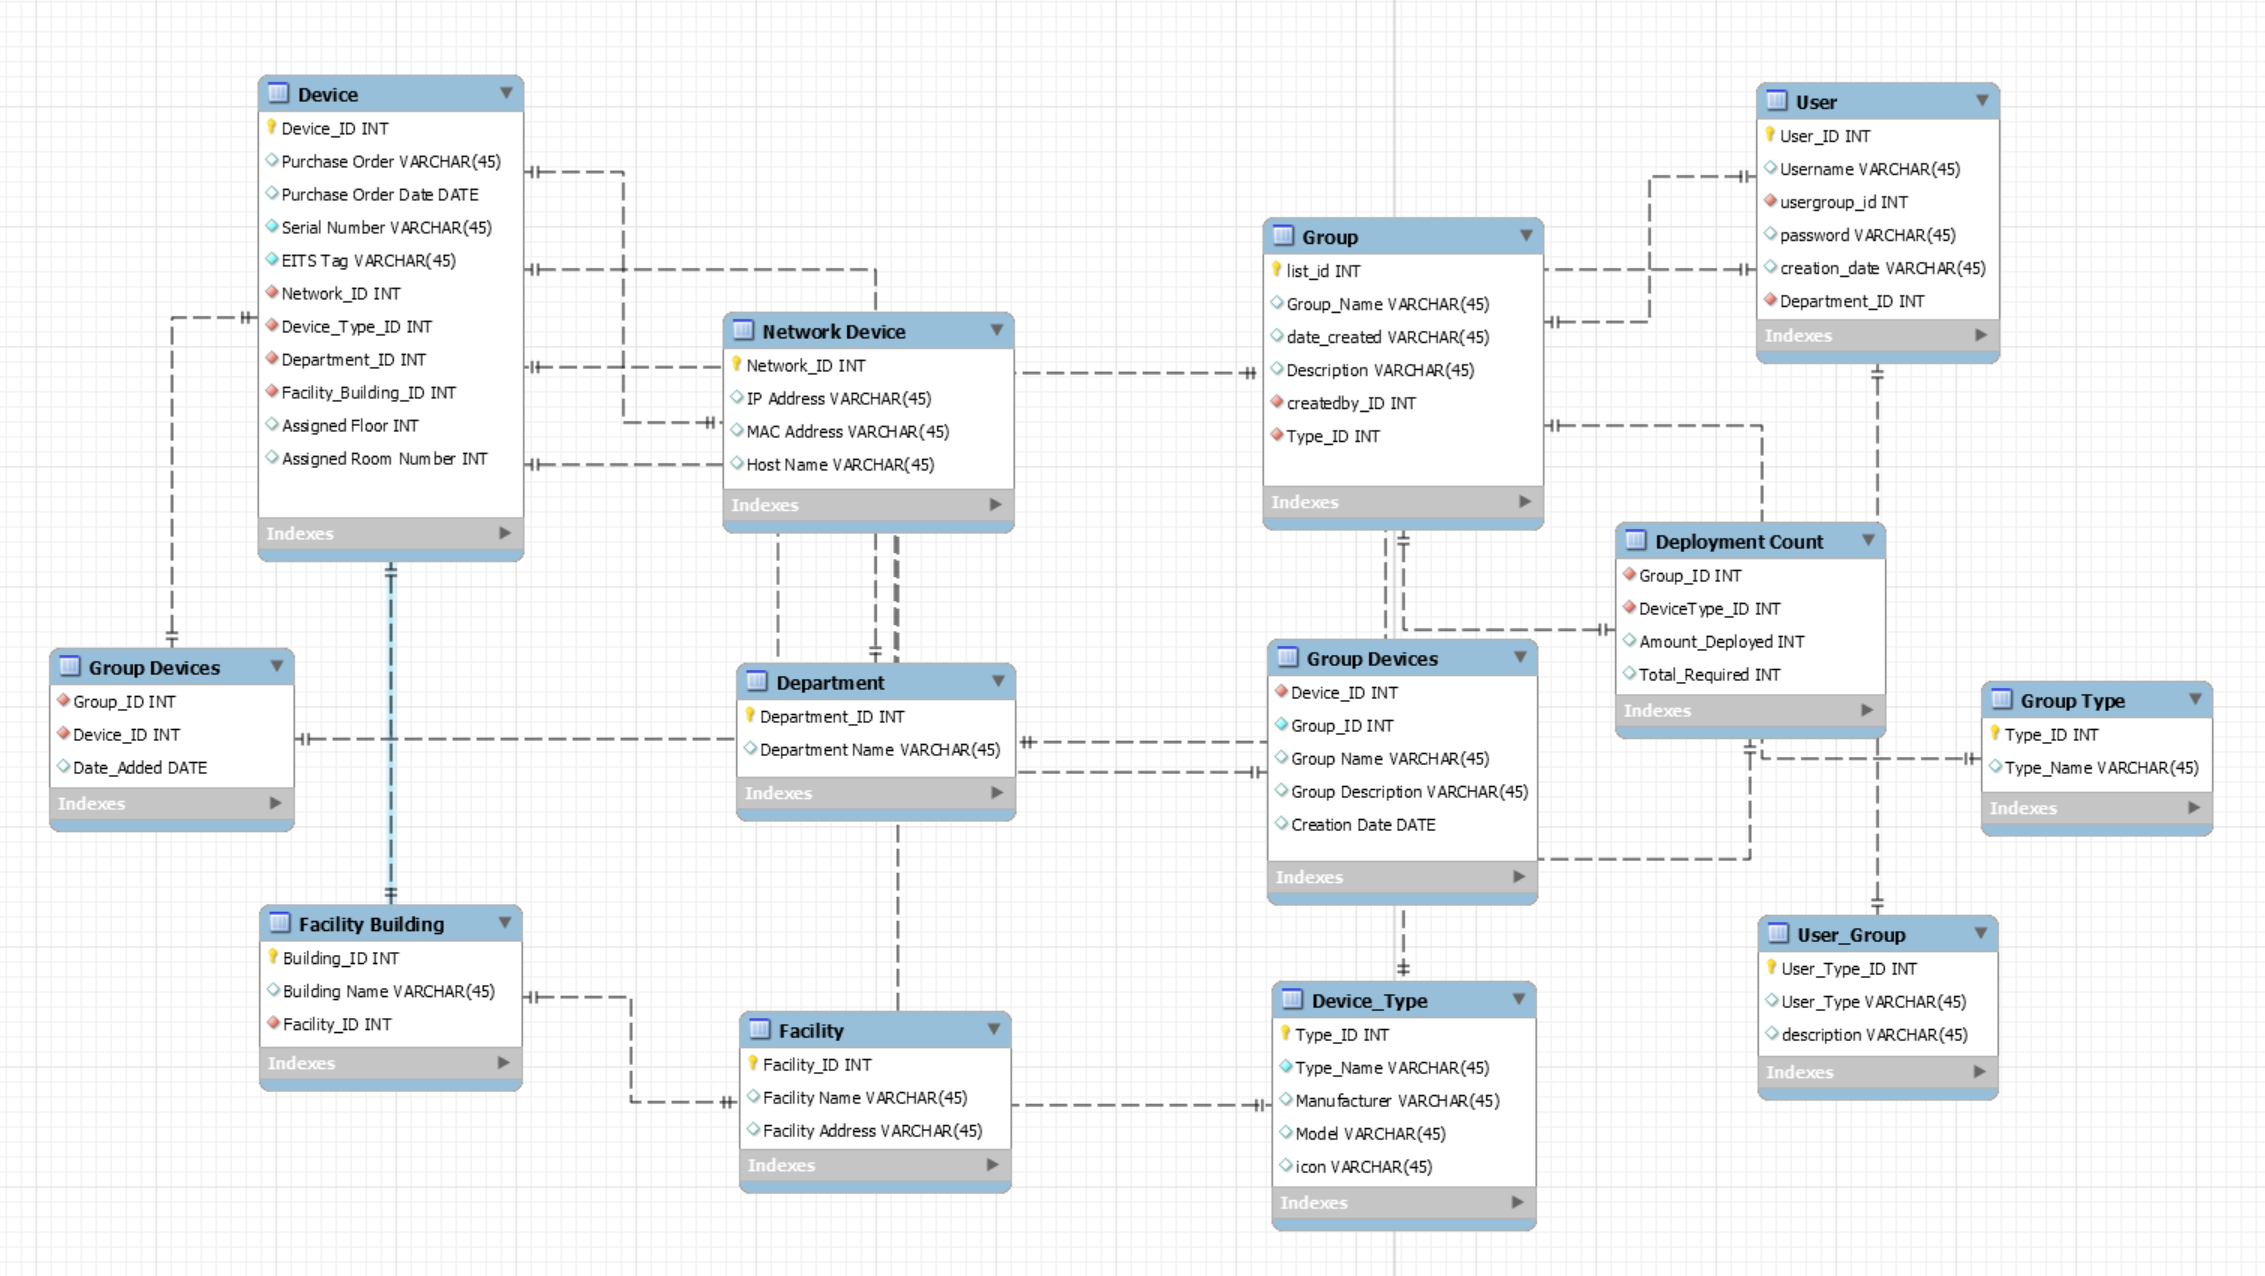 Device
Device_ID INT
Purchase Order VARCHAR(45)
Purchase Order Date DATE
Serial Number VARCHAR(45)
EITS Tag VARCHAR(45)
Network_ID INT
Device_Type_ID INT
Department_ID INT
Facility_Building_ID INT
Assigned Floor INT
Assigned Room Number INT
Indexes
Network Device
Network_ID INT
IP Address VARCHAR(45)
MAC Address VARCHAR(45)
Host Name VARCHAR(45)
Indexes
Group
list_id INT
Group_Name VARCHAR(45)
date_created VARCHAR(45)
Description VARCHAR(45)
createdby_ID INT
Type_ID INT
Indexes
User
User_ID INT
Username VARCHAR(45)
usergroup_id INT
password VARCHAR(45)
creation_date VARCHAR(45)
Department_ID INT
Indexes
Deployment Count
Group_ID INT
DeviceType_ID INT
Amount_Deployed INT
Total_Required INT
Indexes
Group Devices
Group_ID INT
Device_ID INT
Date_Added DATE
Indexes
Department
Department_ID INT
Department Name VARCHAR(45)
Indexes
Group Devices
Device_ID INT
Group_ID INT
Group Name VARCHAR(45)
Group Description VARCHAR(45)
Creation Date DATE
Indexes
Group Type
Type_ID INT
Type_Name VARCHAR(45)
Indexes
Facility Building
Building_ID INT
Building Name VARCHAR(45)
Facility_ID INT
Indexes
Facility
Facility_ID INT
Facility Name VARCHAR(45)
Facility Address VARCHAR(45)
Indexes
Device_Type
Type_ID INT
Type_Name VARCHAR(45)
Manufacturer VARCHAR(45)
Model VARCHAR(45)
icon VARCHAR(45)
Indexes
User_Group
User_Type_ID INT
User_Type VARCHAR(45)
description VARCHAR(45)
Indexes